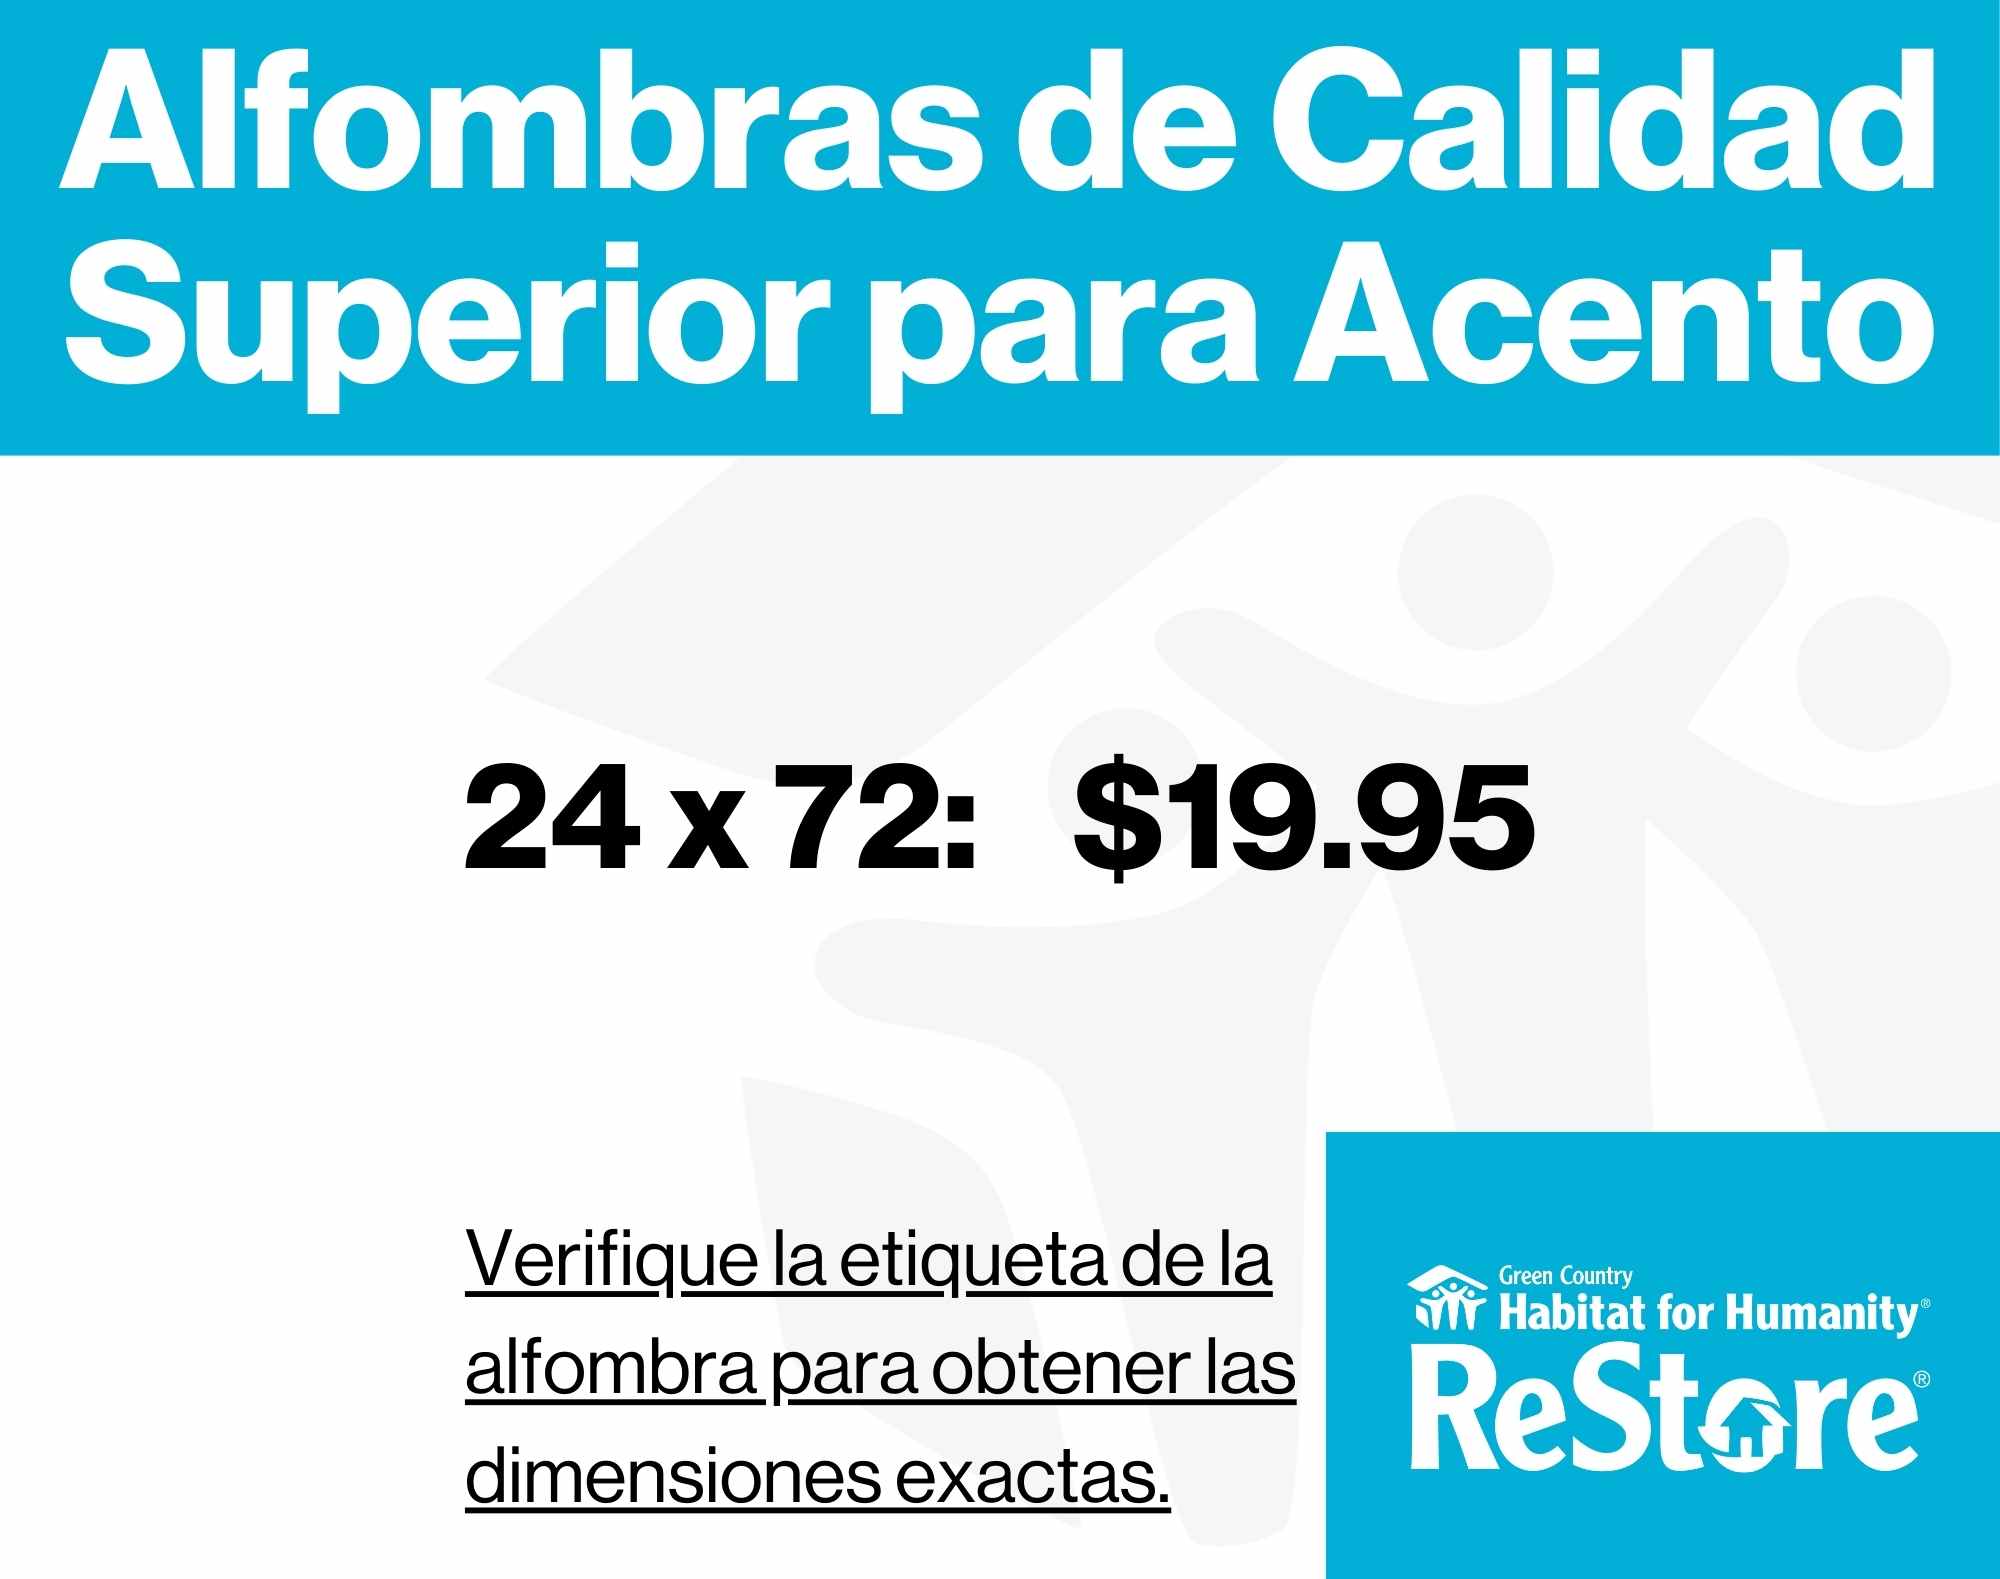 Alfombras de Calidad
Superior para Acento
24 x 72: $19.95
Verifique la etiqueta de la
alfombra para obtener las
dimensiones exactas.
Green Country
Habitat for Humanity®
ReStore®